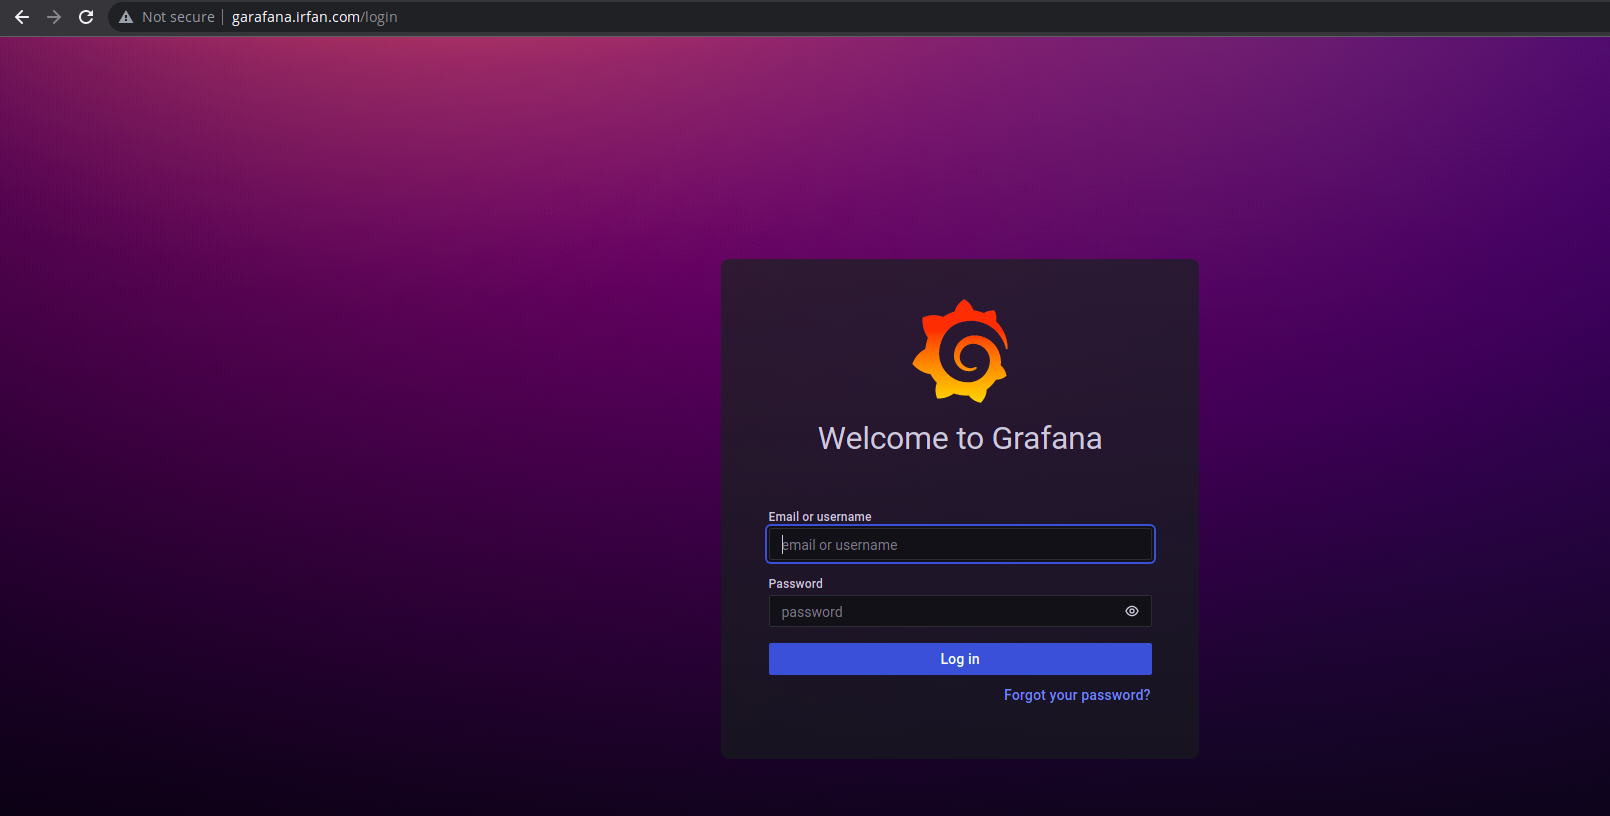 Not secure | garafana.irfan.com/login
Welcome to Grafana
Email or username
email or username
Password
password
Log in
Forgot your password?